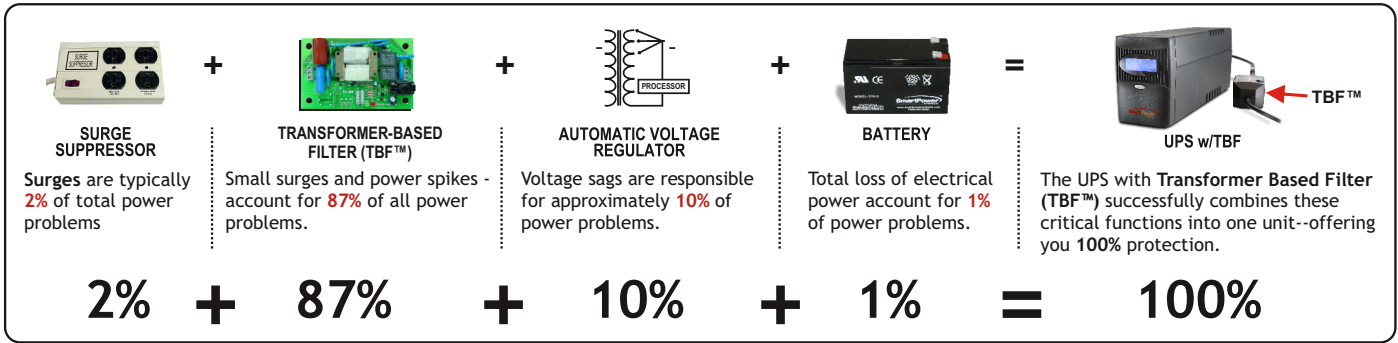 SURGE
SUPPRESOR
+
+
PROCESSOR
+
SmartPower
=
TBF™
SURGE
SUPPRESSOR
TRANSFORMER-BASED
FILTER (TBF™)
AUTOMATIC VOLTAGE
REGULATOR
BATTERY
UPS w/TBF
Surges are typically
2% of total power
problems
Small surges and power spikes -
account for 87% of all power
problems.
Voltage sags are responsible
for approximately 10% of
power problems.
Total loss of electrical
power account for 1%
of power problems.
The UPS with Transformer Based Filter
(TBF™) successfully combines these
critical functions into one unit--offering
you 100% protection.
2% + 87% + 10% + 1% = 100%